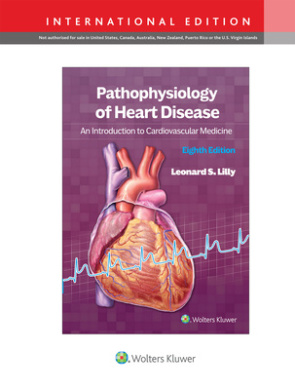 INTERNATIONAL EDITION
Not authorised for sale in United States, Canada, Australia, New Zealand, Puerto Rico or the U.S. Virgin Islands
Pathophysiology
of Heart Disease
An Introduction to Cardiovascular Medicine
Eighth Edition
Leonard S. Lilly
Wolters Kluwer
Wolters Kluwer